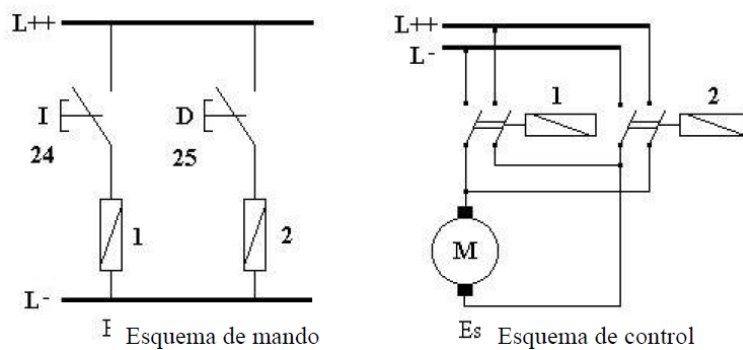 L++
I
24
D
25
1
2
L-
Esquema de mando
L++
L-
1
2
M
Es
Esquema de control